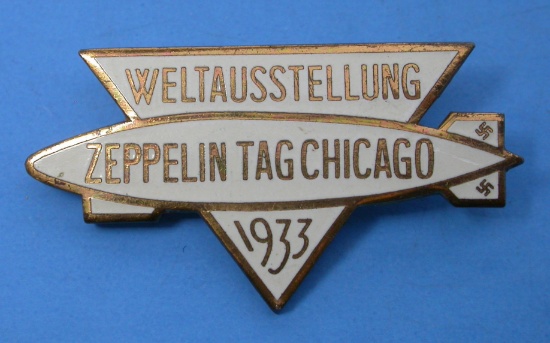 WELTAUSSTELLUNG
ZEPPELIN TAG CHICAGO
1933